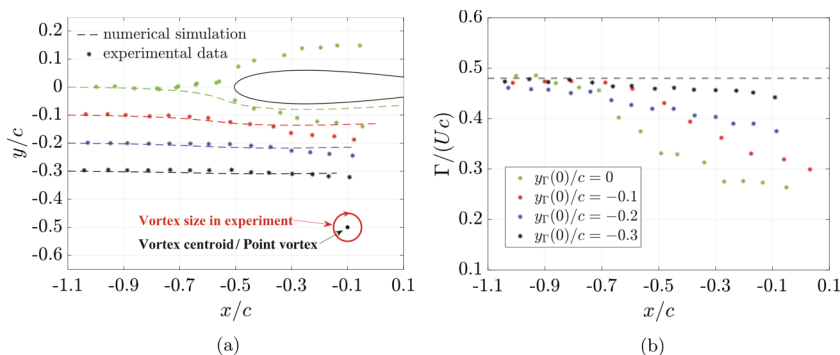 0.2
0.1
0
-0.1
-0.2
-0.3
-0.4
-0.5
-0.6
y/c
numerical simulation
experimental data
Vortex size in experiment
Vortex centroid/ Point vortex
-1.1 -0.9 -0.7 -0.5 -0.3 -0.1 0.1
x/c
(a)
0.6
0.5
0.4
0.3
0.2
0.1
Γ/(Uc)
yΓ(0)/c = 0
yΓ(0)/c = −0.1
yΓ(0)/c = −0.2
yΓ(0)/c = −0.3
-1.1 -0.9 -0.7 -0.5 -0.3 -0.1 0.1
x/c
(b)